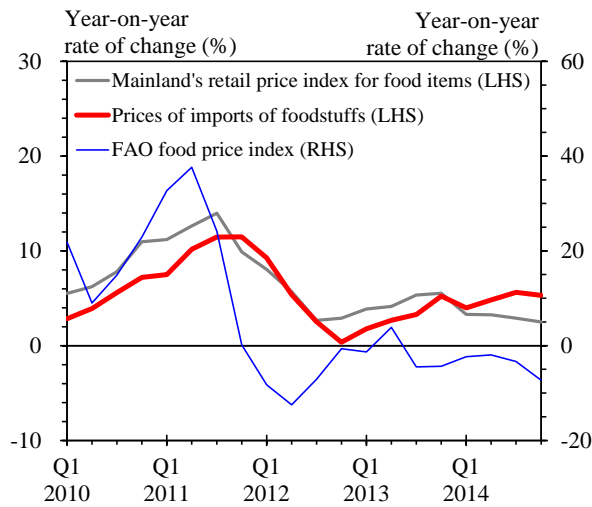 Year-on-year
rate of change (%)
Year-on-year
rate of change (%)
Mainland's retail price index for food items (LHS)
Prices of imports of foodstuffs (LHS)
FAO food price index (RHS)
30
20
10
0
-10
60
40
20
0
-20
Q1 Q1 Q1 Q1 Q1
2010 2011 2012 2013 2014